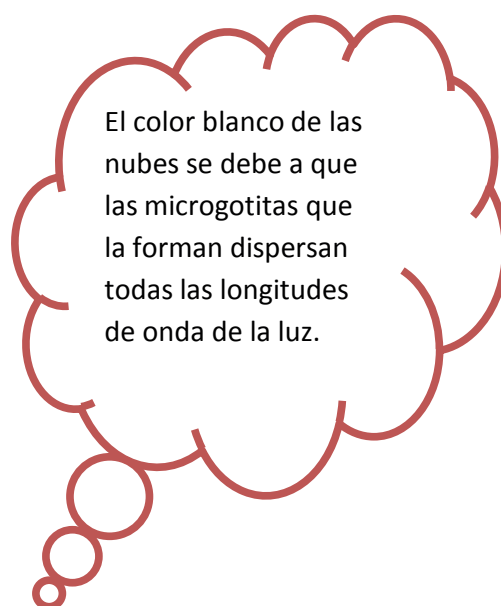 El color blanco de las
nubes se debe a que
las microgotitas que
la forman dispersan
todas las longitudes
de onda de la luz.